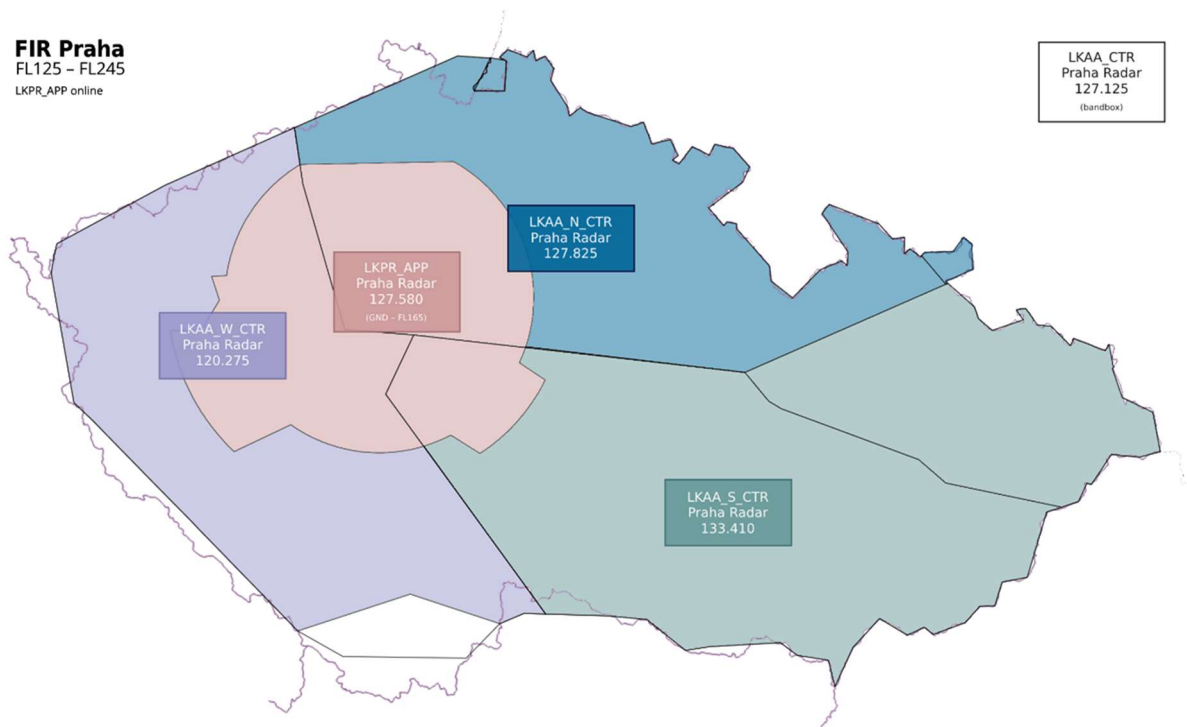 FIR Praha
FL125 – FL245
LKPR_APP online
LKAA_CTR
Praha Radar
127.125
(bandbox)
LKAA_N_CTR
Praha Radar
127.825
LKPR_APP
Praha Radar
127.580
(GND – FL165)
LKAA_W_CTR
Praha Radar
120.275
LKAA_S_CTR
Praha Radar
133.410